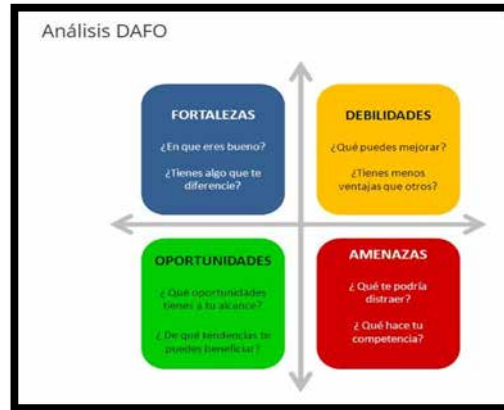 Análisis DAFO
FORTALEZAS
¿En que eres bueno?
¿Tienes algo que te
diferencie?
DEBILIDADES
¿Qué puedes mejorar?
¿Tienes menos
ventajas que otros?
OPORTUNIDADES
¿Qué oportunidades
tienes a tu alcance?
¿De qué tendencias te
puedes beneficiar?
AMENAZAS
¿Qué te podría
distraer?
¿Qué hace tu
competencia?